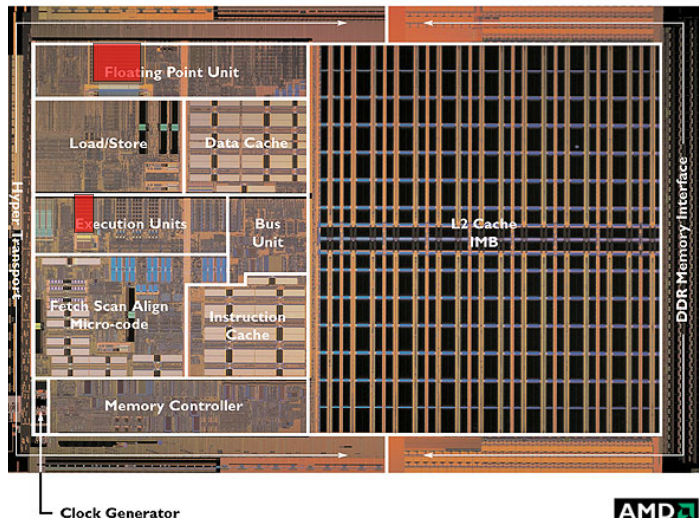 Floating Point Unit
Load/Store
Data Cache
Hyper Transport
Execution Units
Bus
Unit
L2 Cache
IMB
DDR Memory Interface
Fetch Scan Align
Micro-code
Instruction
Cache
Memory Controller
Clock Generator
AMD